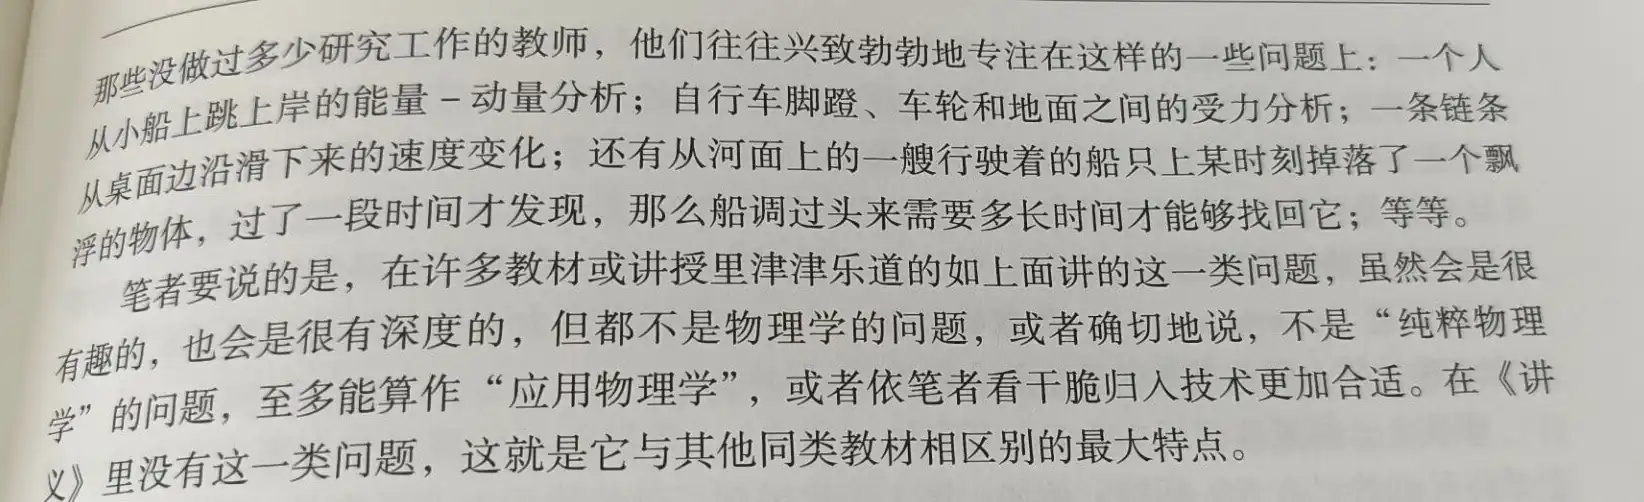 那些没做过多少研究工作的教师，他们往往兴致勃勃地专注在这样的一些问题上：一个人
从小船上跳上岸的能量－动量分析；自行车脚蹬、车轮和地面之间的受力分析；一条链条
从桌面边沿滑下来的速度变化；还有从河面上的一艘行驶着的船只上某时刻掉落了一个飘
浮的物体，过了一段时间才发现，那么船调过头来需要多长时间才能够找回它；等等。
笔者要说的是，在许多教材或讲授里津津乐道的如上面讲的这一类问题，虽然会是很
有趣的，也会是很有深度的，但都不是物理学的问题，或者确切地说，不是“纯粹物理
学”的问题，至多能算作“应用物理学”，或者依笔者看干脆归入技术更加合适。在《讲
义》里没有这一类问题，这就是它与其他同类教材相区别的最大特点。